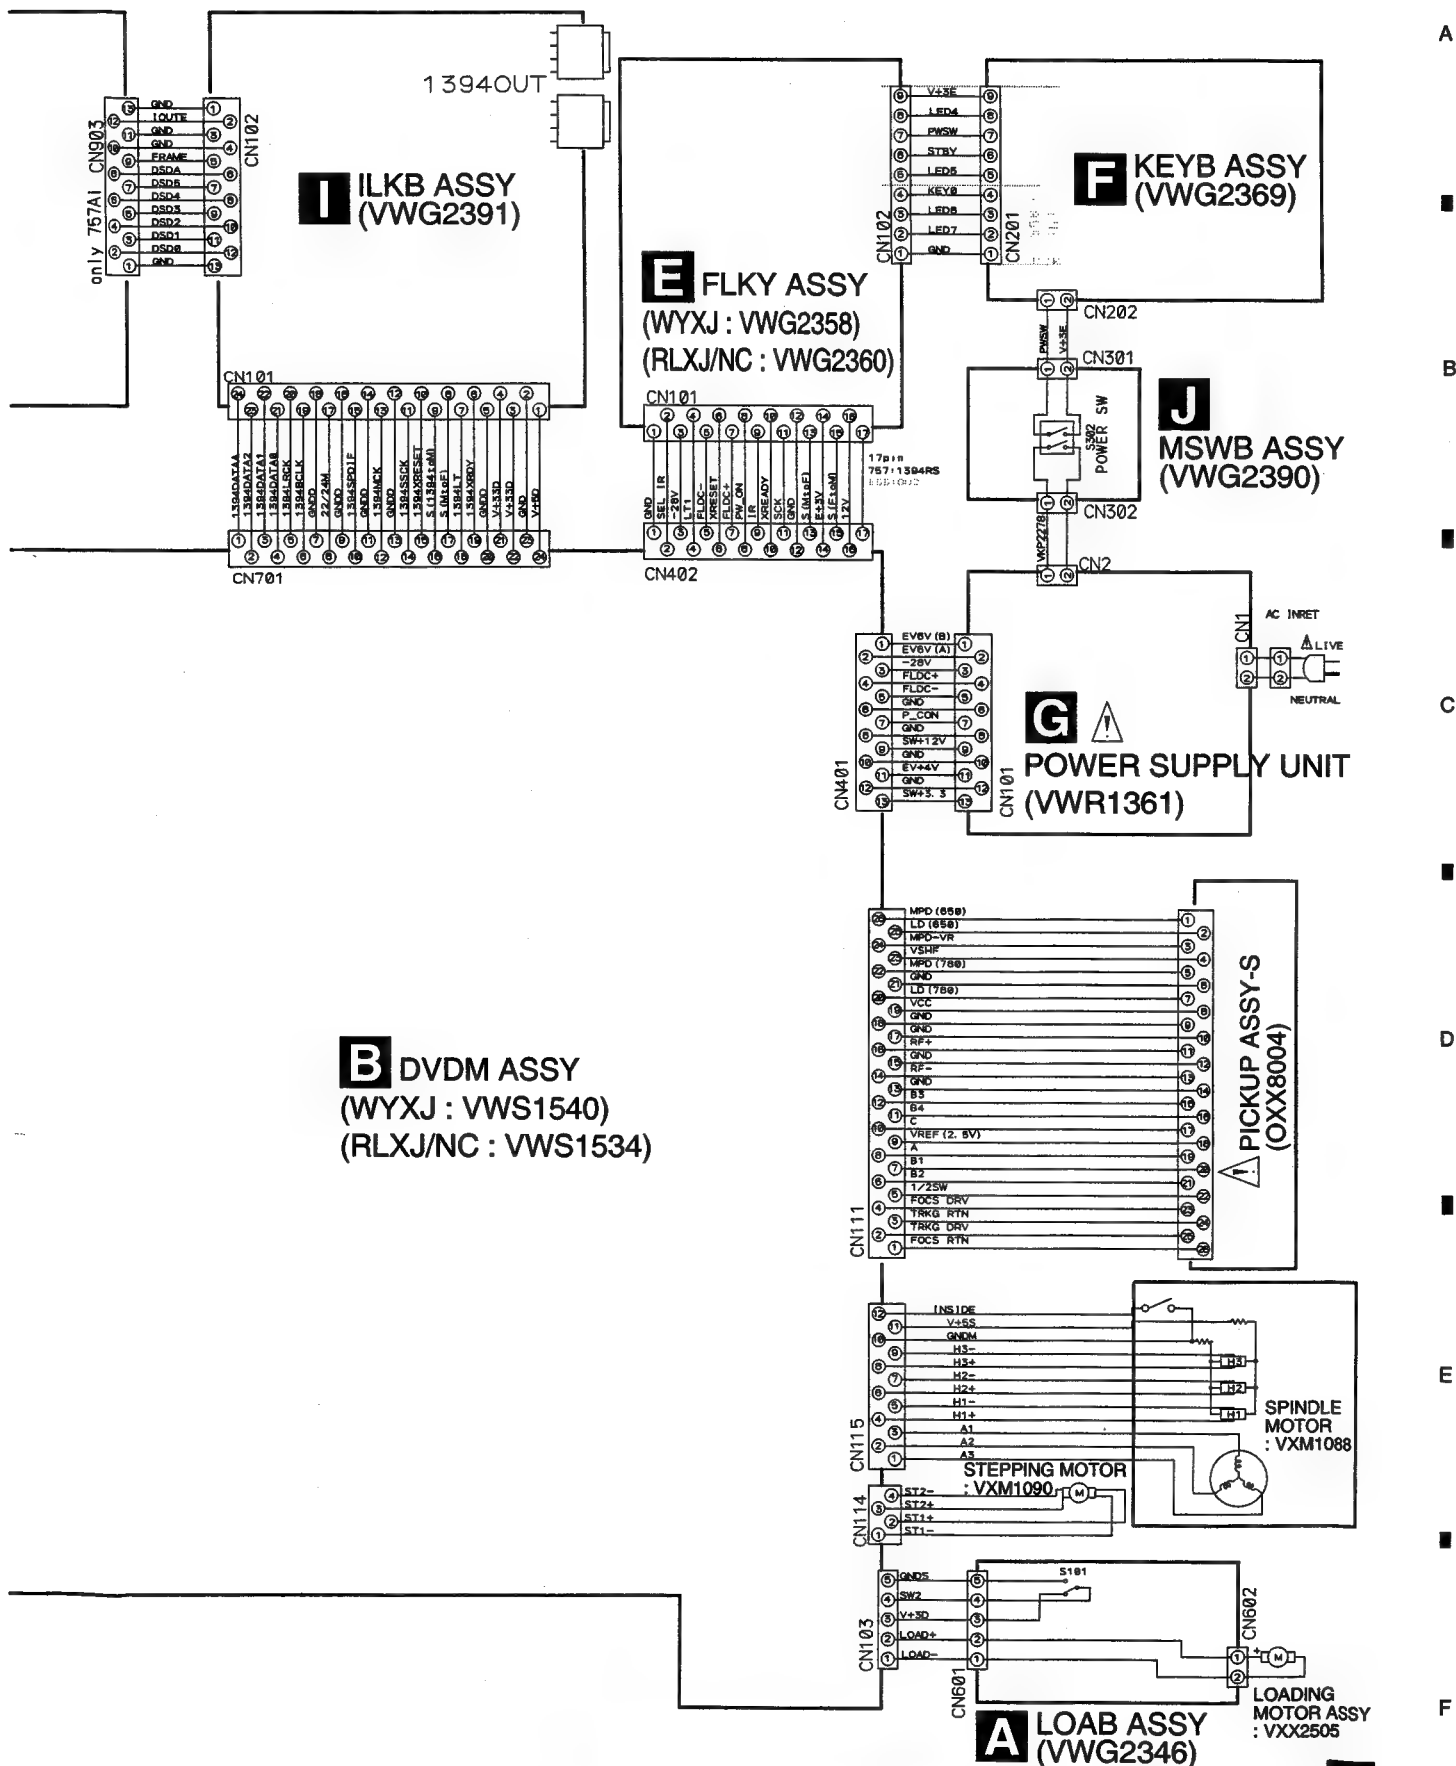 A
1394OUT
only 757AI CN903
GND
IOUTE
GND
GND
FRAME
DSDA
DSD5
DSD4
DSD3
DSD2
DSD1
DSD0
GND
CN102
I ILKB ASSY
(VWG2391)
V+3E
LED4
PWSW
STBY
LED5
KEY0
LED6
LED7
GND
CN102
CN201
F KEYB ASSY
(VWG2369)
E FLKY ASSY
(WYXJ : VWG2358)
(RLXJ/NC : VWG2360)
CN202
PWSW
V+3E
CN301
B
J
MSWB ASSY
(VWG2390)
S302
POWER SW
CN302
VKP2278
CN2
CN101
1394DATA2
1394DATA1
1394DATA0
1394LRCK
1394BCLK
GNDD
22/24M
GNDD
1394SPDIF
GNDD
1394MCK
GNDD
1394SSCK
1394XRESET
S(1394toM)
1394LT
1394XRDY
GNDD
V+33D
V+33D
GND
V+5D
CN701
CN101
GND
SEL IR
-28V
LT1
FLDC-
XRESET
FLDC+
PW_ON
IR
XREADY
SCK
GND
S(MtoF)
E+3V
S(FtoM)
12V
17pin
757:1394RS
CN402
EV6V(B)
EV6V(A)
-28V
FLDC+
FLDC-
GND
P_CON
GND
SW+12V
GND
EV+4V
GND
SW+3.3
CN401
CN101
CN1
AC INRET
LIVE
NEUTRAL
C
G
POWER SUPPLY UNIT
(VWR1361)
MPD(650)
LD(650)
MPD-VR
VSHF
MPD(780)
GND
LD(780)
VCC
GND
GND
RF+
GND
RF-
GND
B3
B4
C
VREF(2.5V)
A
B1
B2
1/2SW
FOCS DRV
TRKG RTN
TRKG DRV
FOCS RTN
CN111
PICKUP ASSY-S
(OXX8004)
D
B DVDM ASSY
(WYXJ : VWS1540)
(RLXJ/NC : VWS1534)
INSIDE
V+5S
GNDM
H3-
H3+
H2-
H2+
H1-
H1+
A1
A2
A3
CN115
H3
H2
H1
SPINDLE
MOTOR
: VXM1088
E
STEPPING MOTOR
: VXM1090
M
ST2-
ST2+
ST1+
ST1-
CN114
GNDS
SW2
V+3D
LOAD+
LOAD-
CN103
CN601
S101
CN602
M
LOADING
MOTOR ASSY
: VXX2505
F
A LOAB ASSY
(VWG2346)